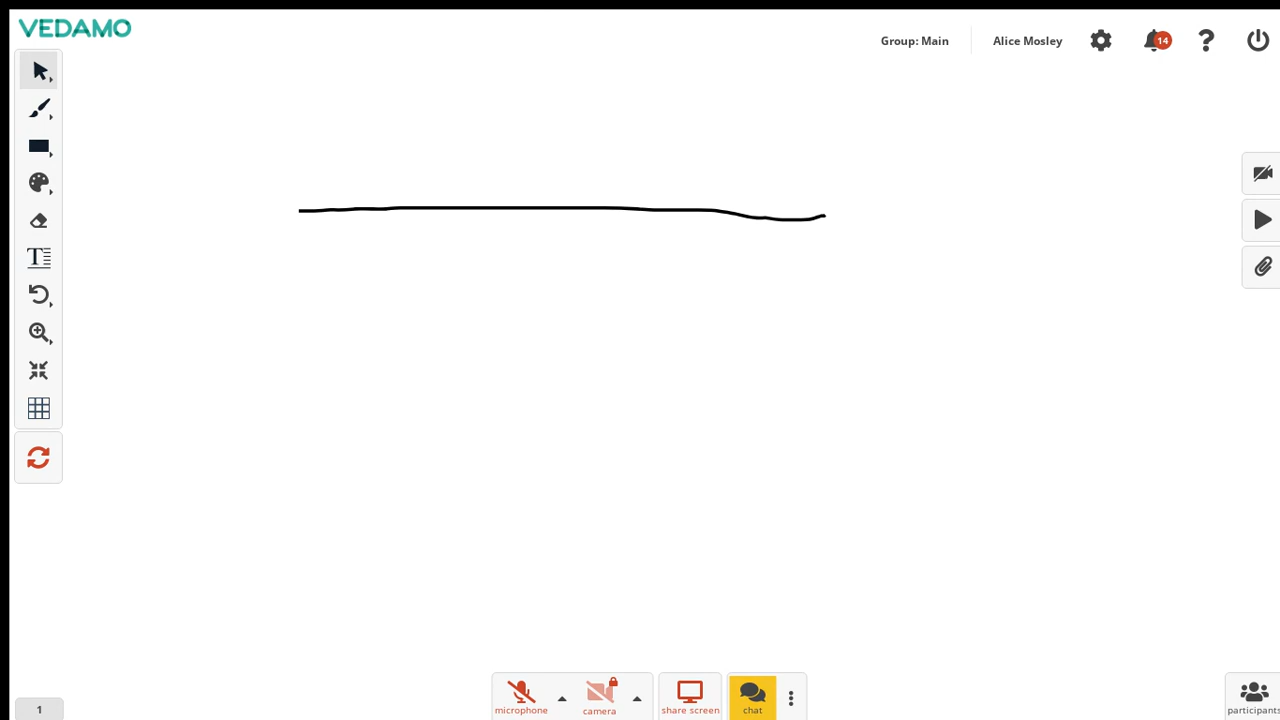 VEDAMO
Group: Main
Alice Mosley
14
T
1
microphone
camera
share screen
chat
participants